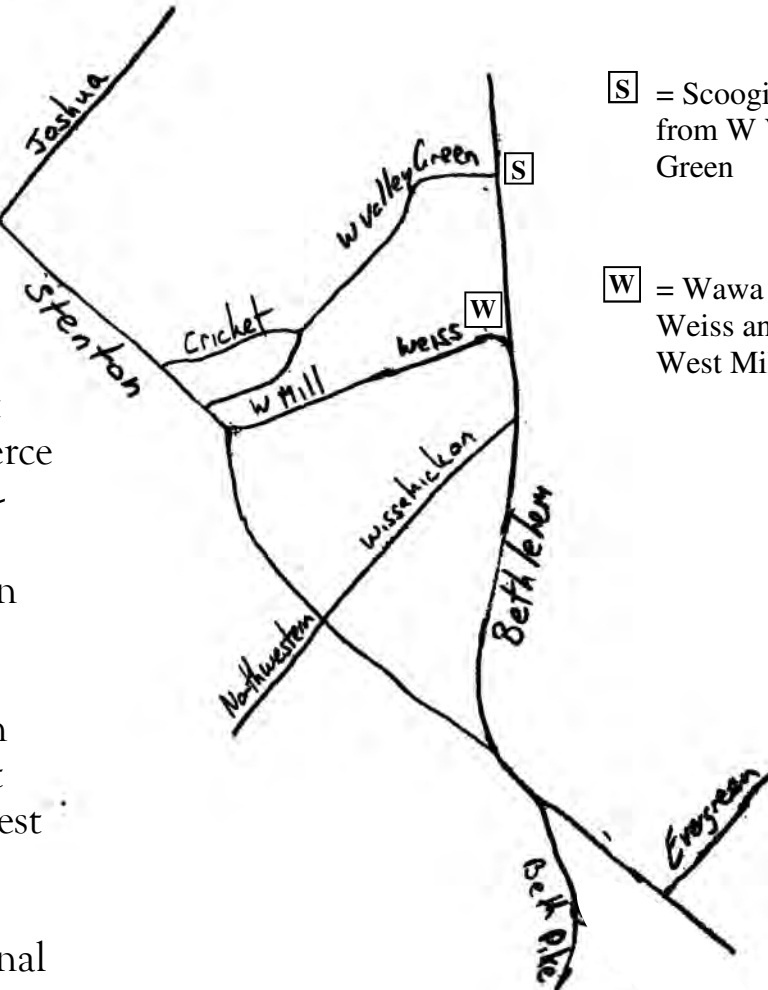 S = Scoogi
from W V
Green
W = Wawa
Weiss an
West Mi
Joshua
W Valley Green
S
Stenton
Cricket
W
Weiss
W Mill
Wissahickon
Bethlehem
Northwestern
Evergreen
Beth Pike
erce
n
n
est
nal